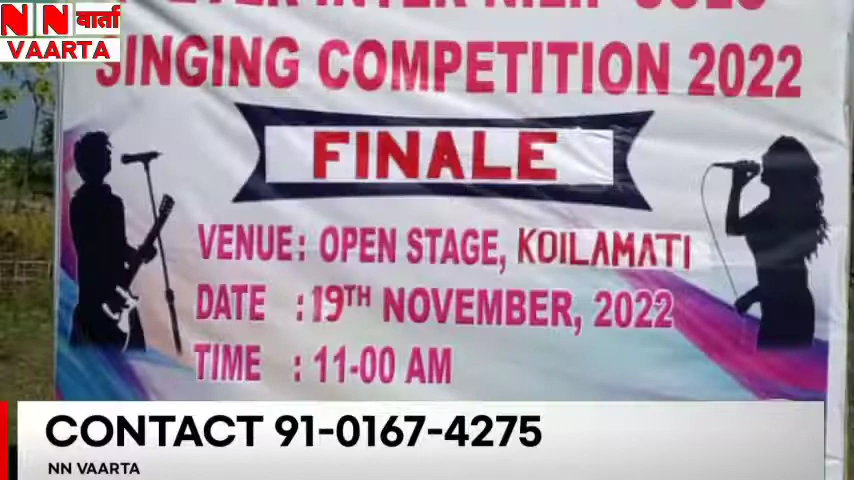 NN वार्ता
VAARTA
SINGING COMPETITION 2022
FINALE
VENUE: OPEN STAGE, KOILAMATI
DATE : 19TH NOVEMBER, 2022
TIME : 11-00 AM
CONTACT 91-0167-4275
NN VAARTA